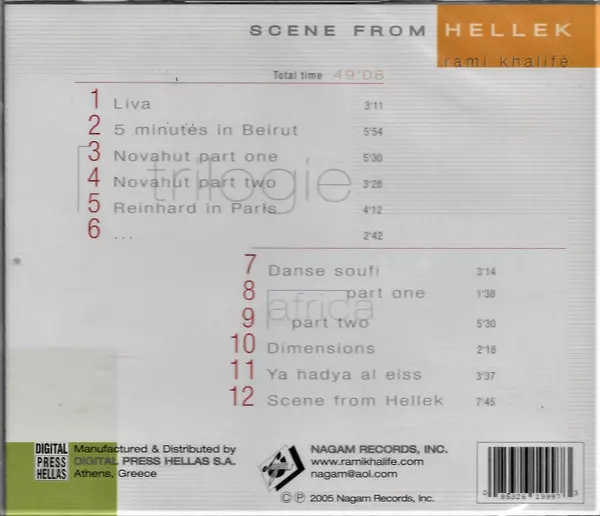 SCENE FROM HELLEK
rami khalifé
Total time 49:08
1 Liva 3'11
2 5 minutes in Beirut 5'54
3 Novahut part one 5'30
trilogie
4 Novahut part two 3'28
5 Reinhard in Paris 4'12
6 ... 2'42
7 Danse soufi 3'14
8 part one 1'38
africa
9 part two 5'30
10 Dimensions 2'18
11 Ya hadya al eiss 3'37
12 Scene from Hellek 7'45
DIGITAL
PRESS
HELLAS
Manufactured & Distributed by
DIGITAL PRESS HELLAS S.A.
Athens, Greece
NAGAM RECORDS, INC.
www.ramikhalife.com
nagam@aol.com
©℗ 2005 Nagam Records, Inc.
0 85326 19997 3